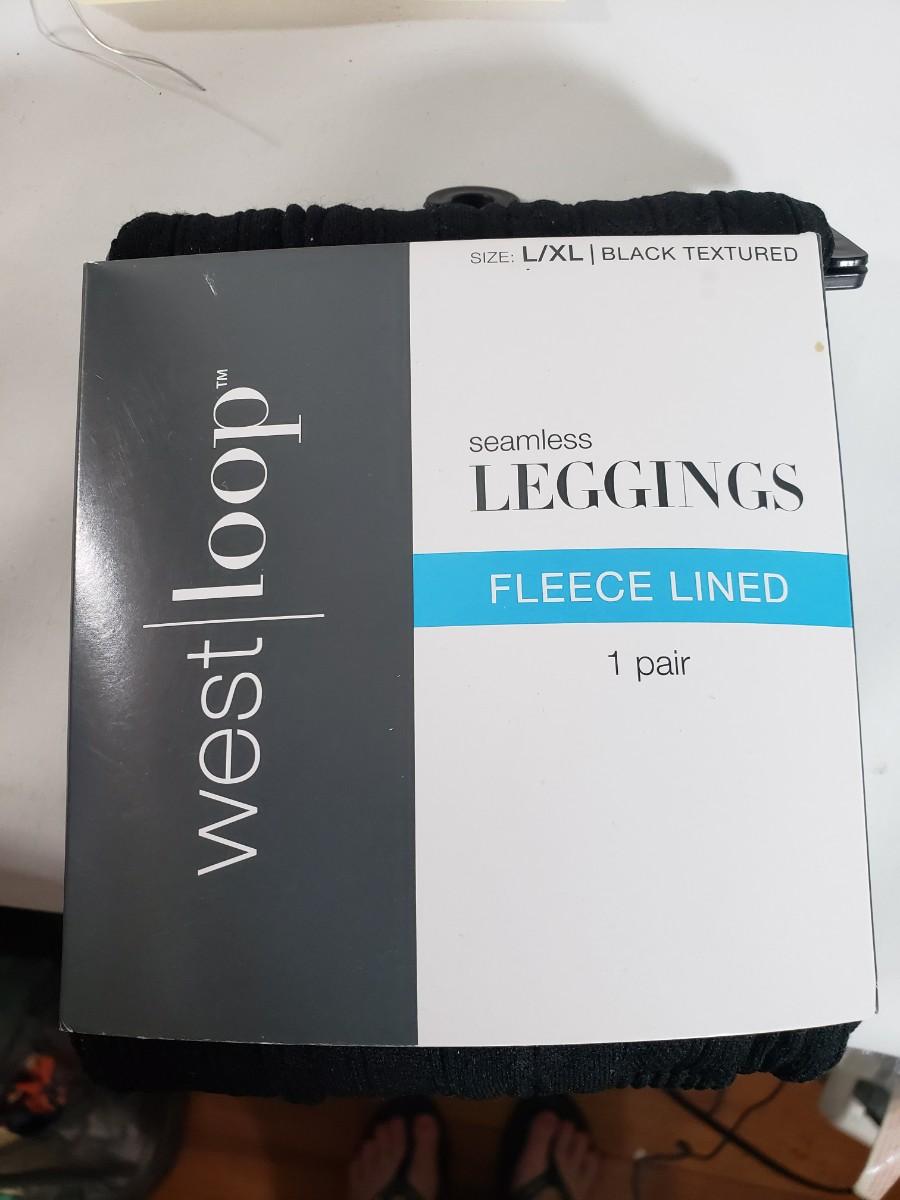 SIZE: L/XL | BLACK TEXTURED
west|loop™
seamless
LEGGINGS
FLEECE LINED
1 pair